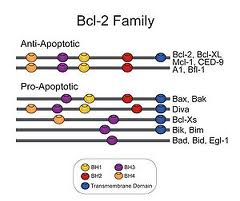 Bcl-2 Family
Anti-Apoptotic
Bcl-2, Bcl-XL
Mcl-1, CED-9
A1, Bfl-1
Pro-Apoptotic
Bax, Bak
Diva
Bcl-Xs
Bik, Bim
Bad, Bid, Egl-1
BH1 BH3
BH2 BH4
Transmembrane Domain